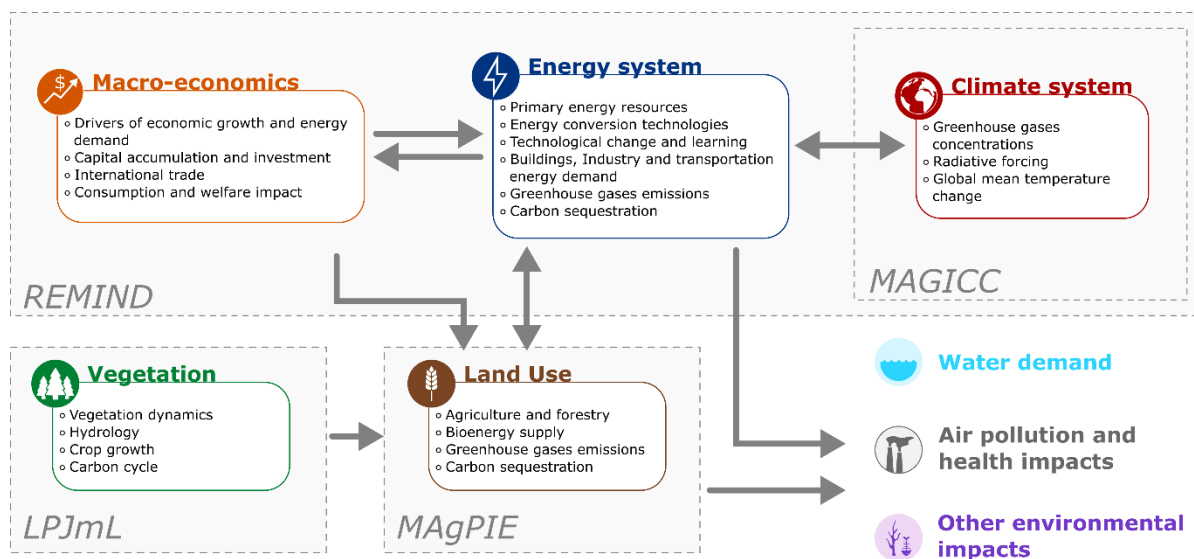 Macro-economics
◦ Drivers of economic growth and energy
demand
◦ Capital accumulation and investment
◦ International trade
◦ Consumption and welfare impact
Energy system
◦ Primary energy resources
◦ Energy conversion technologies
◦ Technological change and learning
◦ Buildings, Industry and transportation
energy demand
◦ Greenhouse gases emissions
◦ Carbon sequestration
Climate system
◦ Greenhouse gases
concentrations
◦ Radiative forcing
◦ Global mean temperature
change
REMIND
MAGICC
Vegetation
◦ Vegetation dynamics
◦ Hydrology
◦ Crop growth
◦ Carbon cycle
LPJmL
Land Use
◦ Agriculture and forestry
◦ Bioenergy supply
◦ Greenhouse gases emissions
◦ Carbon sequestration
MAgPIE
Water demand
Air pollution and
health impacts
Other environmental
impacts